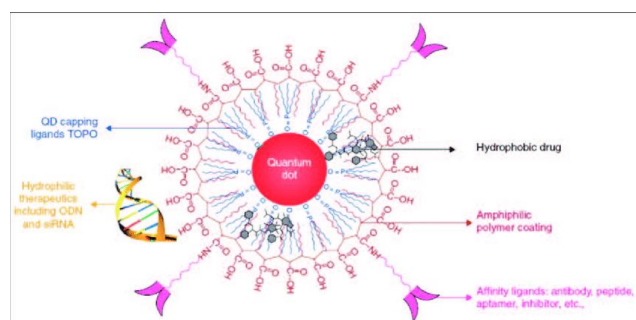 QD capping
ligands TOPO
Hydrophilic
therapeutics
including ODN
and siRNA
Quantum
dot
Hydrophobic drug
Amphiphilic
polymer coating
Affinity ligands: antibody, peptide,
aptamer, inhibitor, etc.,